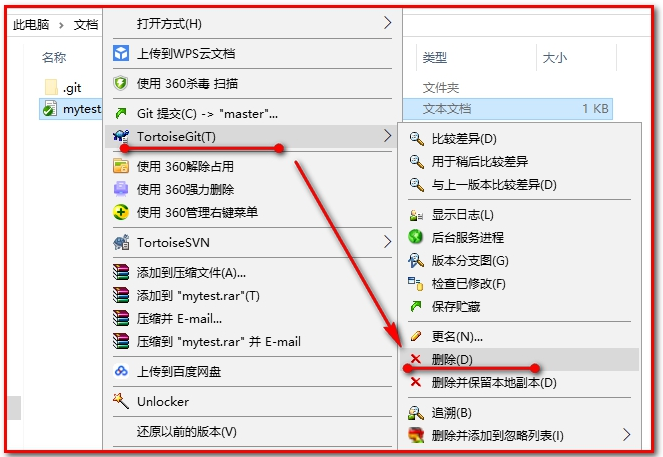 此电脑 > 文档
名称
类型
大小
.git
文件夹
mytest.
文本文档
1 KB
打开方式(H)
上传到WPS云文档
使用 360杀毒 扫描
Git 提交(C) -> "master"...
TortoiseGit(T)
使用 360解除占用
使用 360强力删除
使用 360管理右键菜单
TortoiseSVN
添加到压缩文件(A)...
添加到 "mytest.rar"(T)
压缩并 E-mail...
压缩到 "mytest.rar" 并 E-mail
上传到百度网盘
Unlocker
还原以前的版本(V)
比较差异(D)
用于稍后比较差异
与上一版本比较差异(D)
显示日志(L)
后台服务进程
版本分支图(G)
检查已修改(F)
保存贮藏
更名(N)...
删除(D)
删除并保留本地副本(D)
追溯(B)
删除并添加到忽略列表(I)